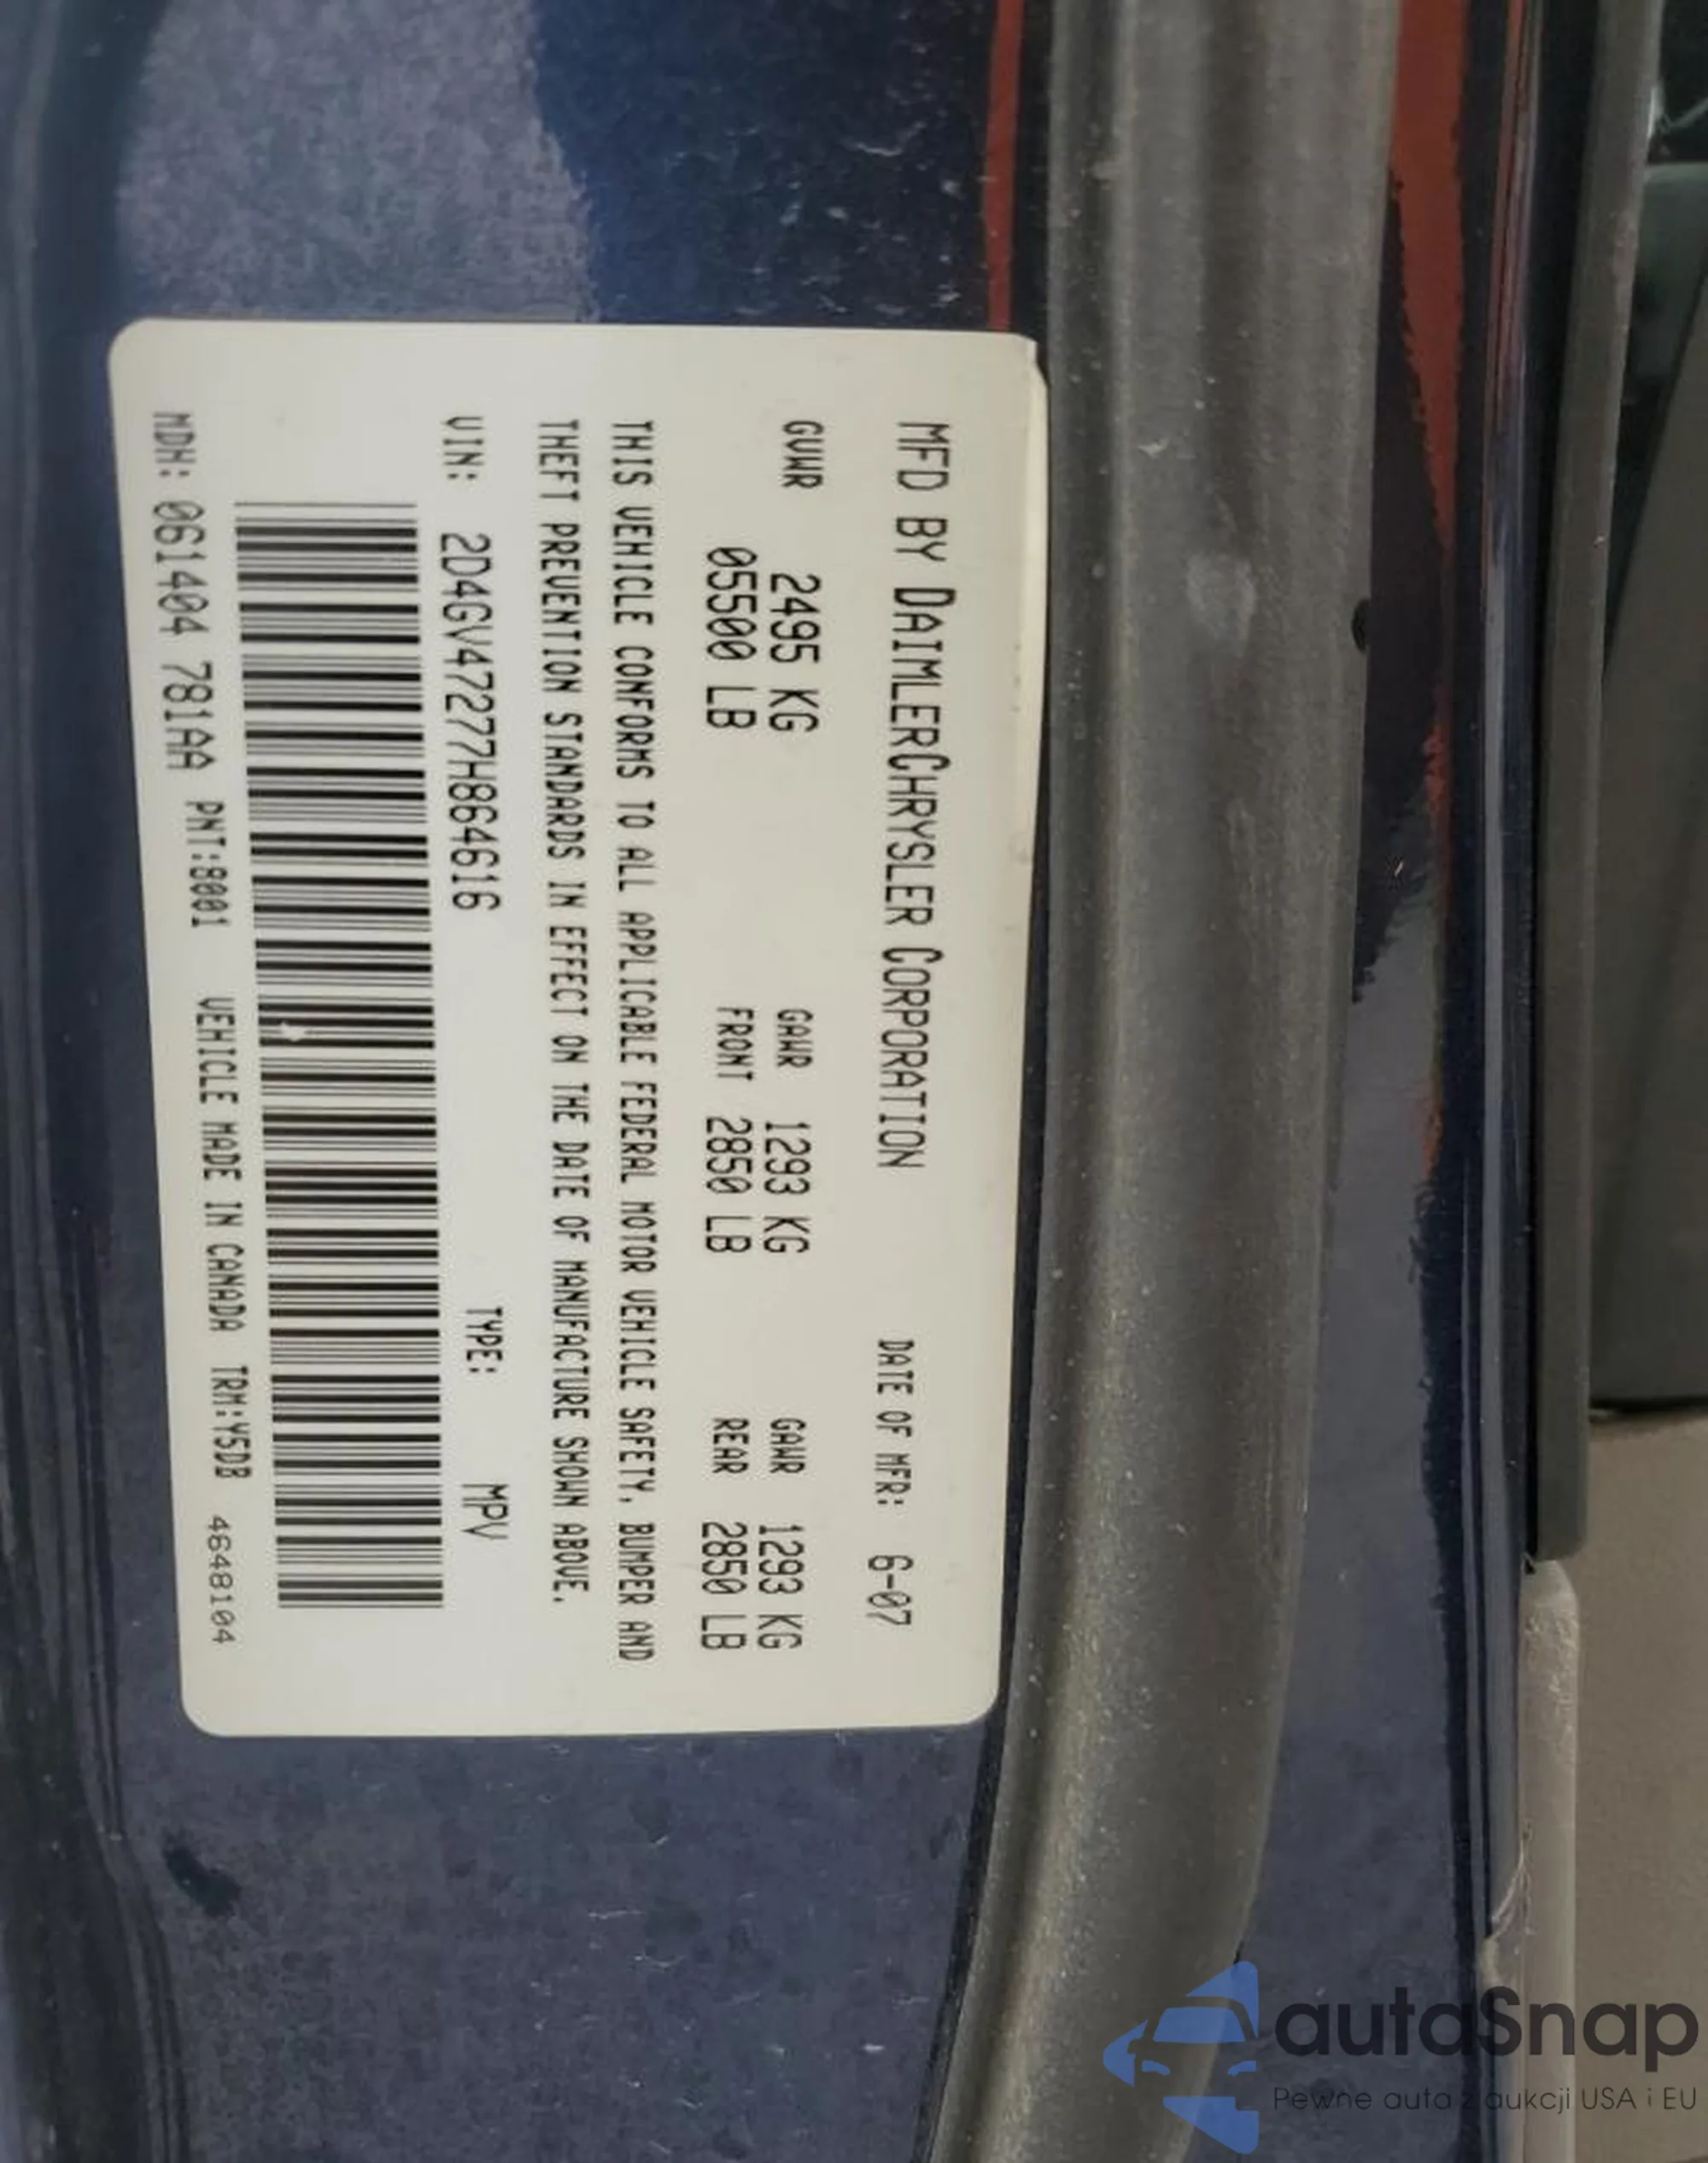 MFD BY DAIMLERCHRYSLER CORPORATION DATE OF MFR: 6-07
GVWR 2495 KG GAWR 1293 KG GAWR 1293 KG
05500 LB FRONT 2850 LB REAR 2850 LB
THIS VEHICLE CONFORMS TO ALL APPLICABLE FEDERAL MOTOR VEHICLE SAFETY, BUMPER AND
THEFT PREVENTION STANDARDS IN EFFECT ON THE DATE OF MANUFACTURE SHOWN ABOVE.
VIN: 2D4GV47277H864616 TYPE: MPV
MDH: 061404 781AA PNT:8001 VEHICLE MADE IN CANADA TRM:Y5DB 4648104
autaSnap
Pewne auta z aukcji USA i EU